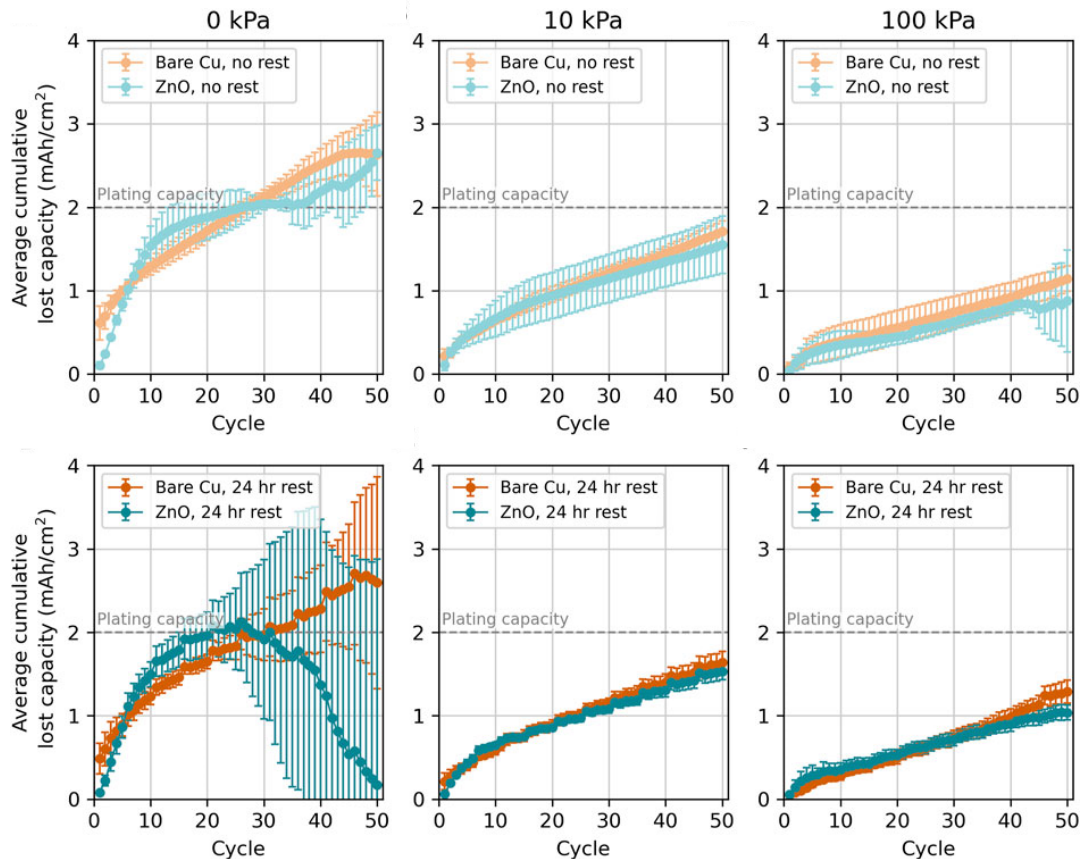 0 kPa
10 kPa
100 kPa
Average cumulative
lost capacity (mAh/cm²)
4
3
2
1
0
Bare Cu, no rest
ZnO, no rest
Plating capacity
0 10 20 30 40 50
Cycle
4
3
2
1
0
Bare Cu, no rest
ZnO, no rest
Plating capacity
0 10 20 30 40 50
Cycle
4
3
2
1
0
Bare Cu, no rest
ZnO, no rest
Plating capacity
0 10 20 30 40 50
Cycle
Average cumulative
lost capacity (mAh/cm²)
4
3
2
1
0
Bare Cu, 24 hr rest
ZnO, 24 hr rest
Plating capacity
0 10 20 30 40 50
Cycle
4
3
2
1
0
Bare Cu, 24 hr rest
ZnO, 24 hr rest
Plating capacity
0 10 20 30 40 50
Cycle
4
3
2
1
0
Bare Cu, 24 hr rest
ZnO, 24 hr rest
Plating capacity
0 10 20 30 40 50
Cycle